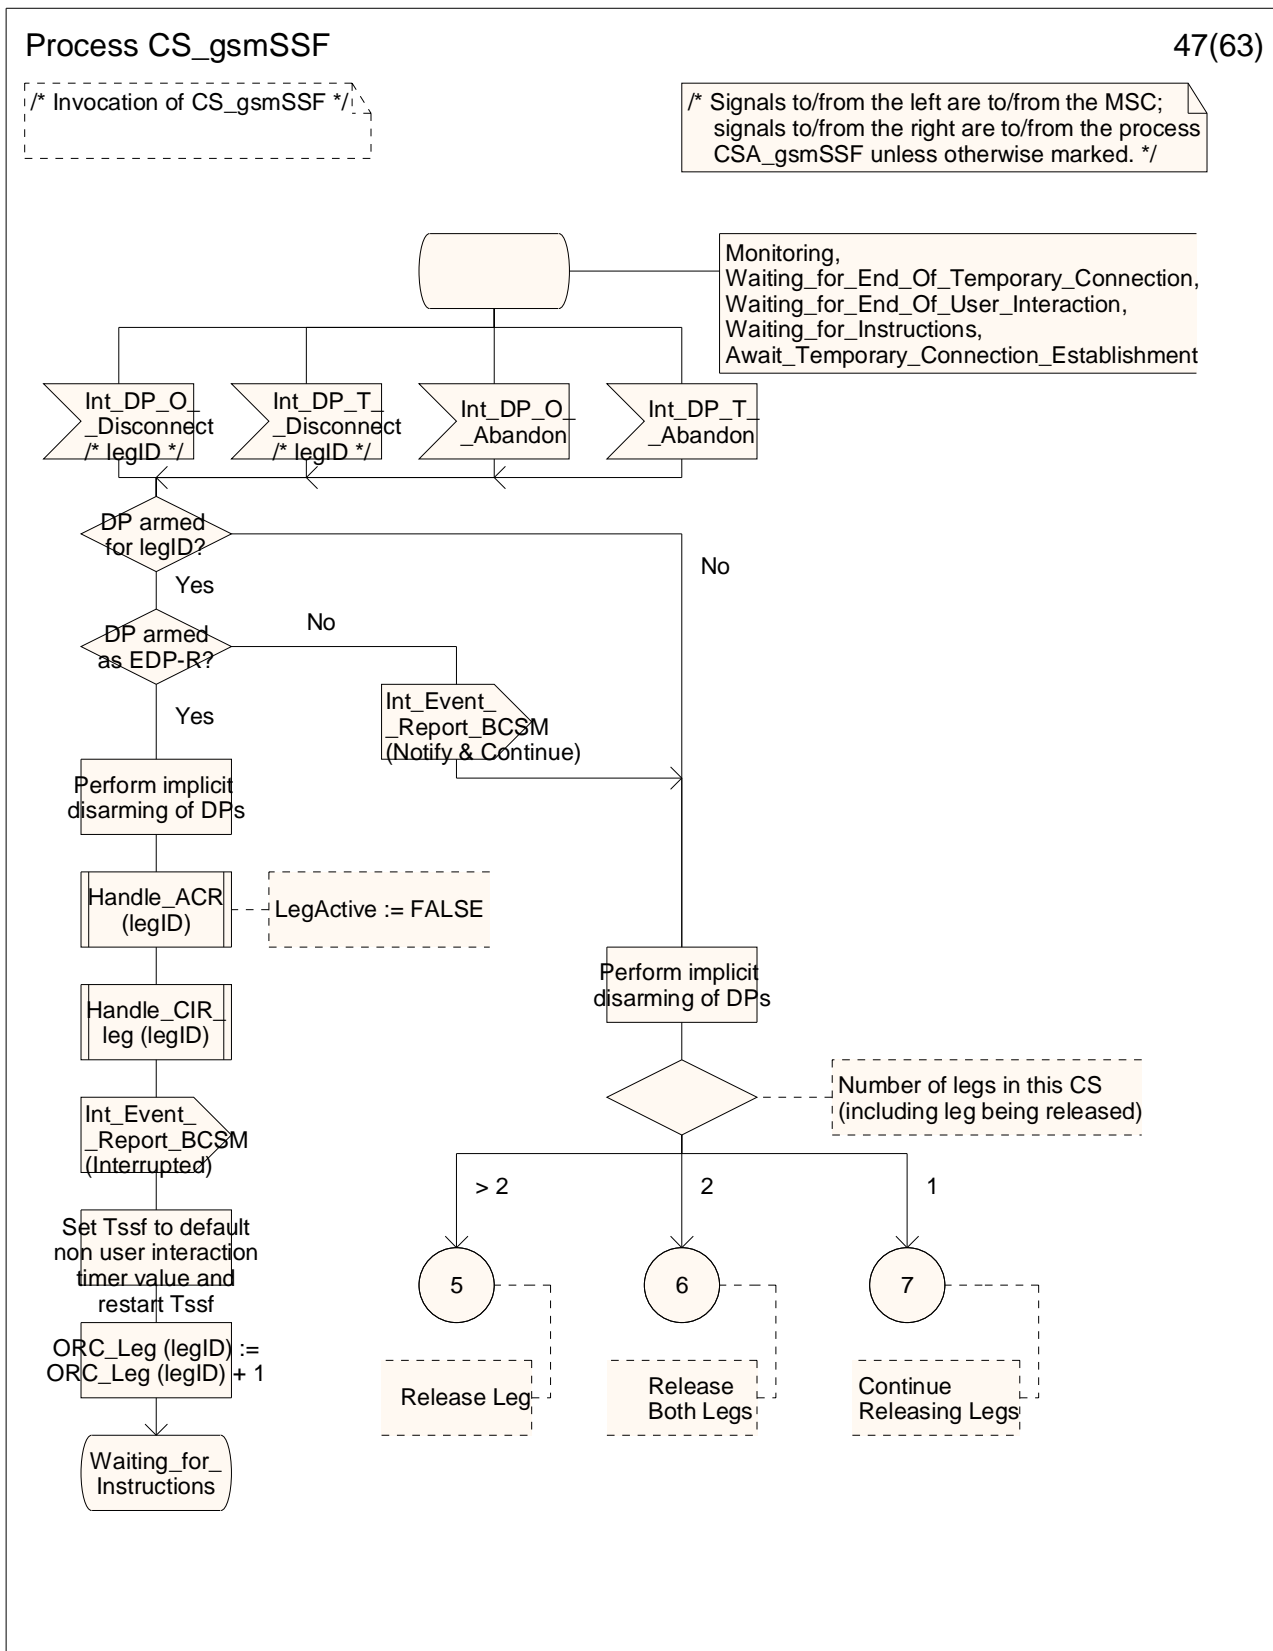 Process CS_gsmSSF
47(63)
/* Invocation of CS_gsmSSF */
/* Signals to/from the left are to/from the MSC;
signals to/from the right are to/from the process
CSA_gsmSSF unless otherwise marked. */
Monitoring,
Waiting_for_End_Of_Temporary_Connection,
Waiting_for_End_Of_User_Interaction,
Waiting_for_Instructions,
Await_Temporary_Connection_Establishment
Int_DP_O_
_Disconnect
/* legID */
Int_DP_T_
_Disconnect
/* legID */
Int_DP_O_
_Abandon
Int_DP_T_
_Abandon
DP armed
for legID?
No
Yes
DP armed
as EDP-R?
No
Yes
Int_Event_
_Report_BCSM
(Notify & Continue)
Perform implicit
disarming of DPs
Handle_ACR
(legID)
LegActive := FALSE
Perform implicit
disarming of DPs
Handle_CIR_
leg (legID)
Number of legs in this CS
(including leg being released)
Int_Event_
_Report_BCSM
(Interrupted)
> 2
2
1
Set Tssf to default
non user interaction
timer value and
restart Tssf
5
6
7
ORC_Leg (legID) :=
ORC_Leg (legID) + 1
Release Leg
Release
Both Legs
Continue
Releasing Legs
Waiting_for_
Instructions